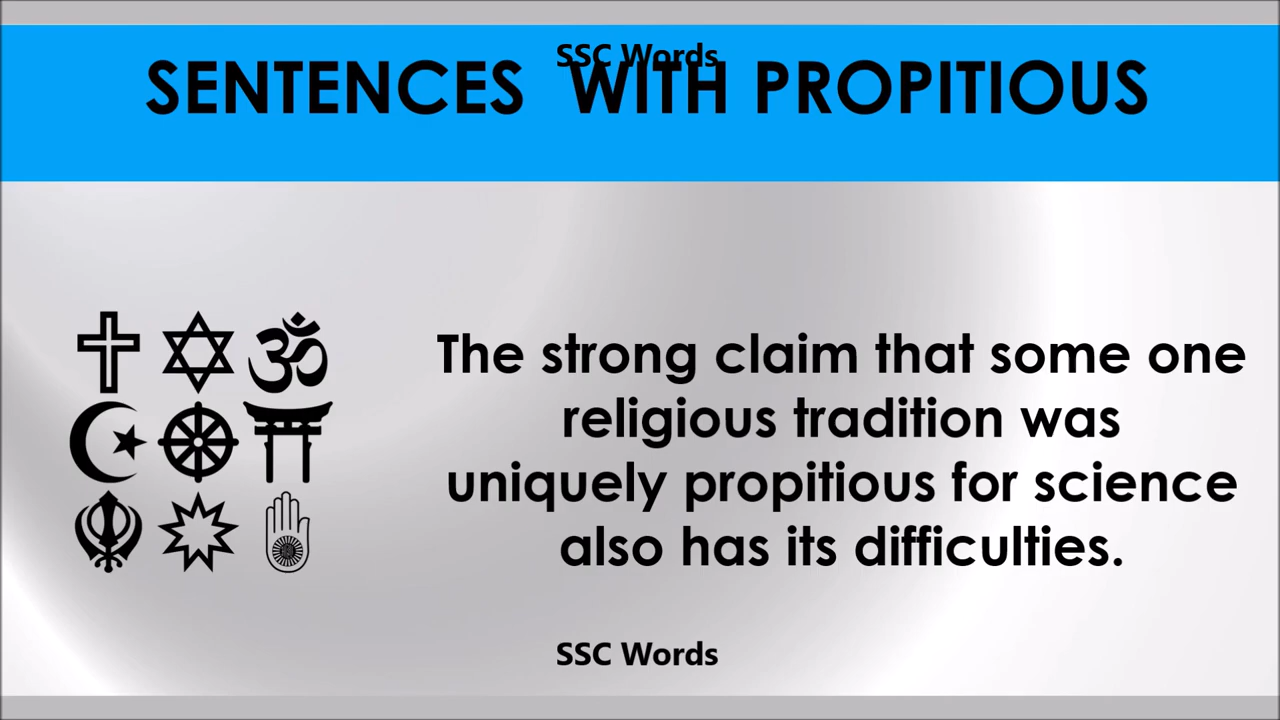 SSC Words
SENTENCES WITH PROPITIOUS
The strong claim that some one
religious tradition was
uniquely propitious for science
also has its difficulties.
SSC Words